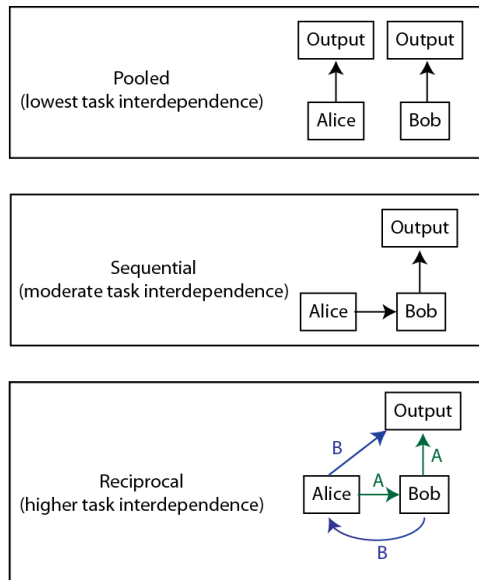 Pooled
(lowest task interdependence)
Output
Output
Alice
Bob
Sequential
(moderate task interdependence)
Output
Alice
Bob
Reciprocal
(higher task interdependence)
Output
B
A
Alice
A
Bob
B